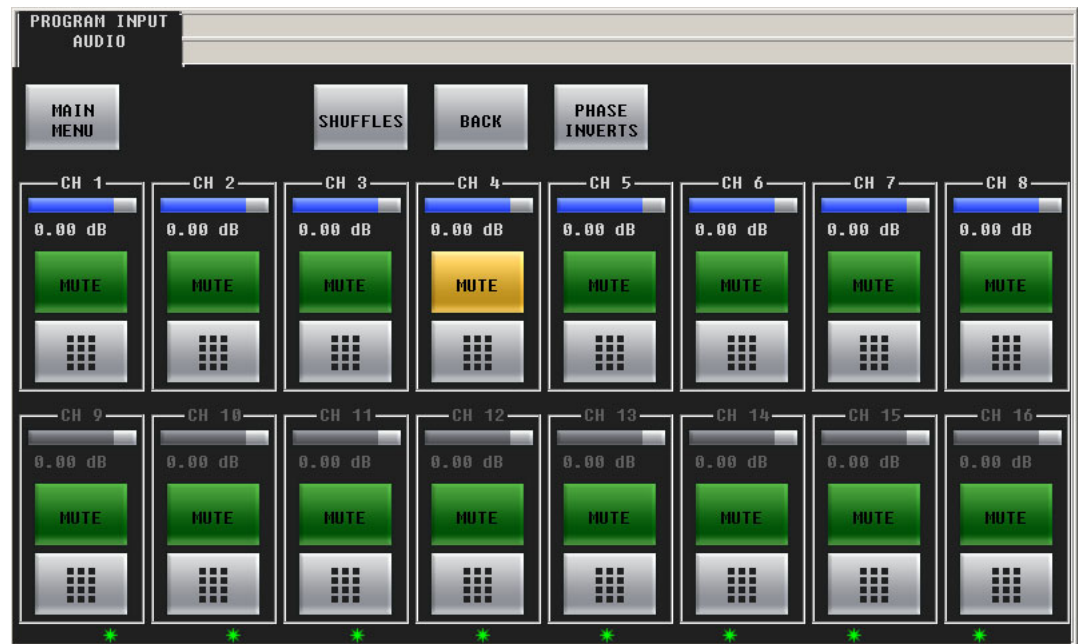 PROGRAM INPUT
AUDIO
MAIN
MENU
SHUFFLES
BACK
PHASE
INVERTS
CH 1 CH 2 CH 3 CH 4 CH 5 CH 6 CH 7 CH 8
0.00 dB 0.00 dB 0.00 dB 0.00 dB 0.00 dB 0.00 dB 0.00 dB 0.00 dB
MUTE MUTE MUTE MUTE MUTE MUTE MUTE MUTE
CH 9 CH 10 CH 11 CH 12 CH 13 CH 14 CH 15 CH 16
0.00 dB 0.00 dB 0.00 dB 0.00 dB 0.00 dB 0.00 dB 0.00 dB 0.00 dB
MUTE MUTE MUTE MUTE MUTE MUTE MUTE MUTE